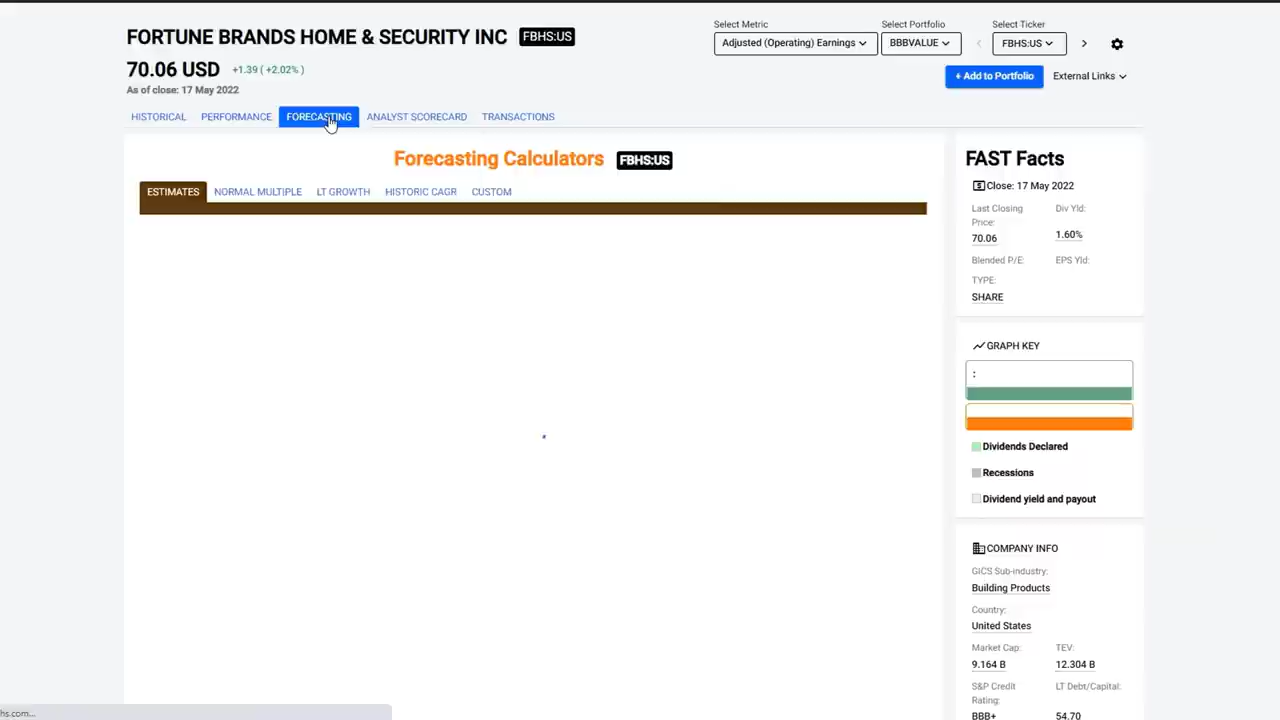 FORTUNE BRANDS HOME & SECURITY INC FBHS:US
70.06 USD +1.39 ( +2.02% )
As of close: 17 May 2022
Select Metric Select Portfolio Select Ticker
Adjusted (Operating) Earnings BBBVALUE FBHS:US
+ Add to Portfolio External Links
HISTORICAL PERFORMANCE FORECASTING ANALYST SCORECARD TRANSACTIONS
Forecasting Calculators FBHS:US
ESTIMATES NORMAL MULTIPLE LT GROWTH HISTORIC CAGR CUSTOM
FAST Facts
Close: 17 May 2022
Last Closing Price: Div Yld:
70.06 1.60%
Blended P/E: EPS Yld:
TYPE:
SHARE
GRAPH KEY
:
Dividends Declared
Recessions
Dividend yield and payout
COMPANY INFO
GICS Sub-industry:
Building Products
Country:
United States
Market Cap: TEV:
9.164 B 12.304 B
S&P Credit Rating: LT Debt/Capital:
BBB+ 54.70
hs.com...